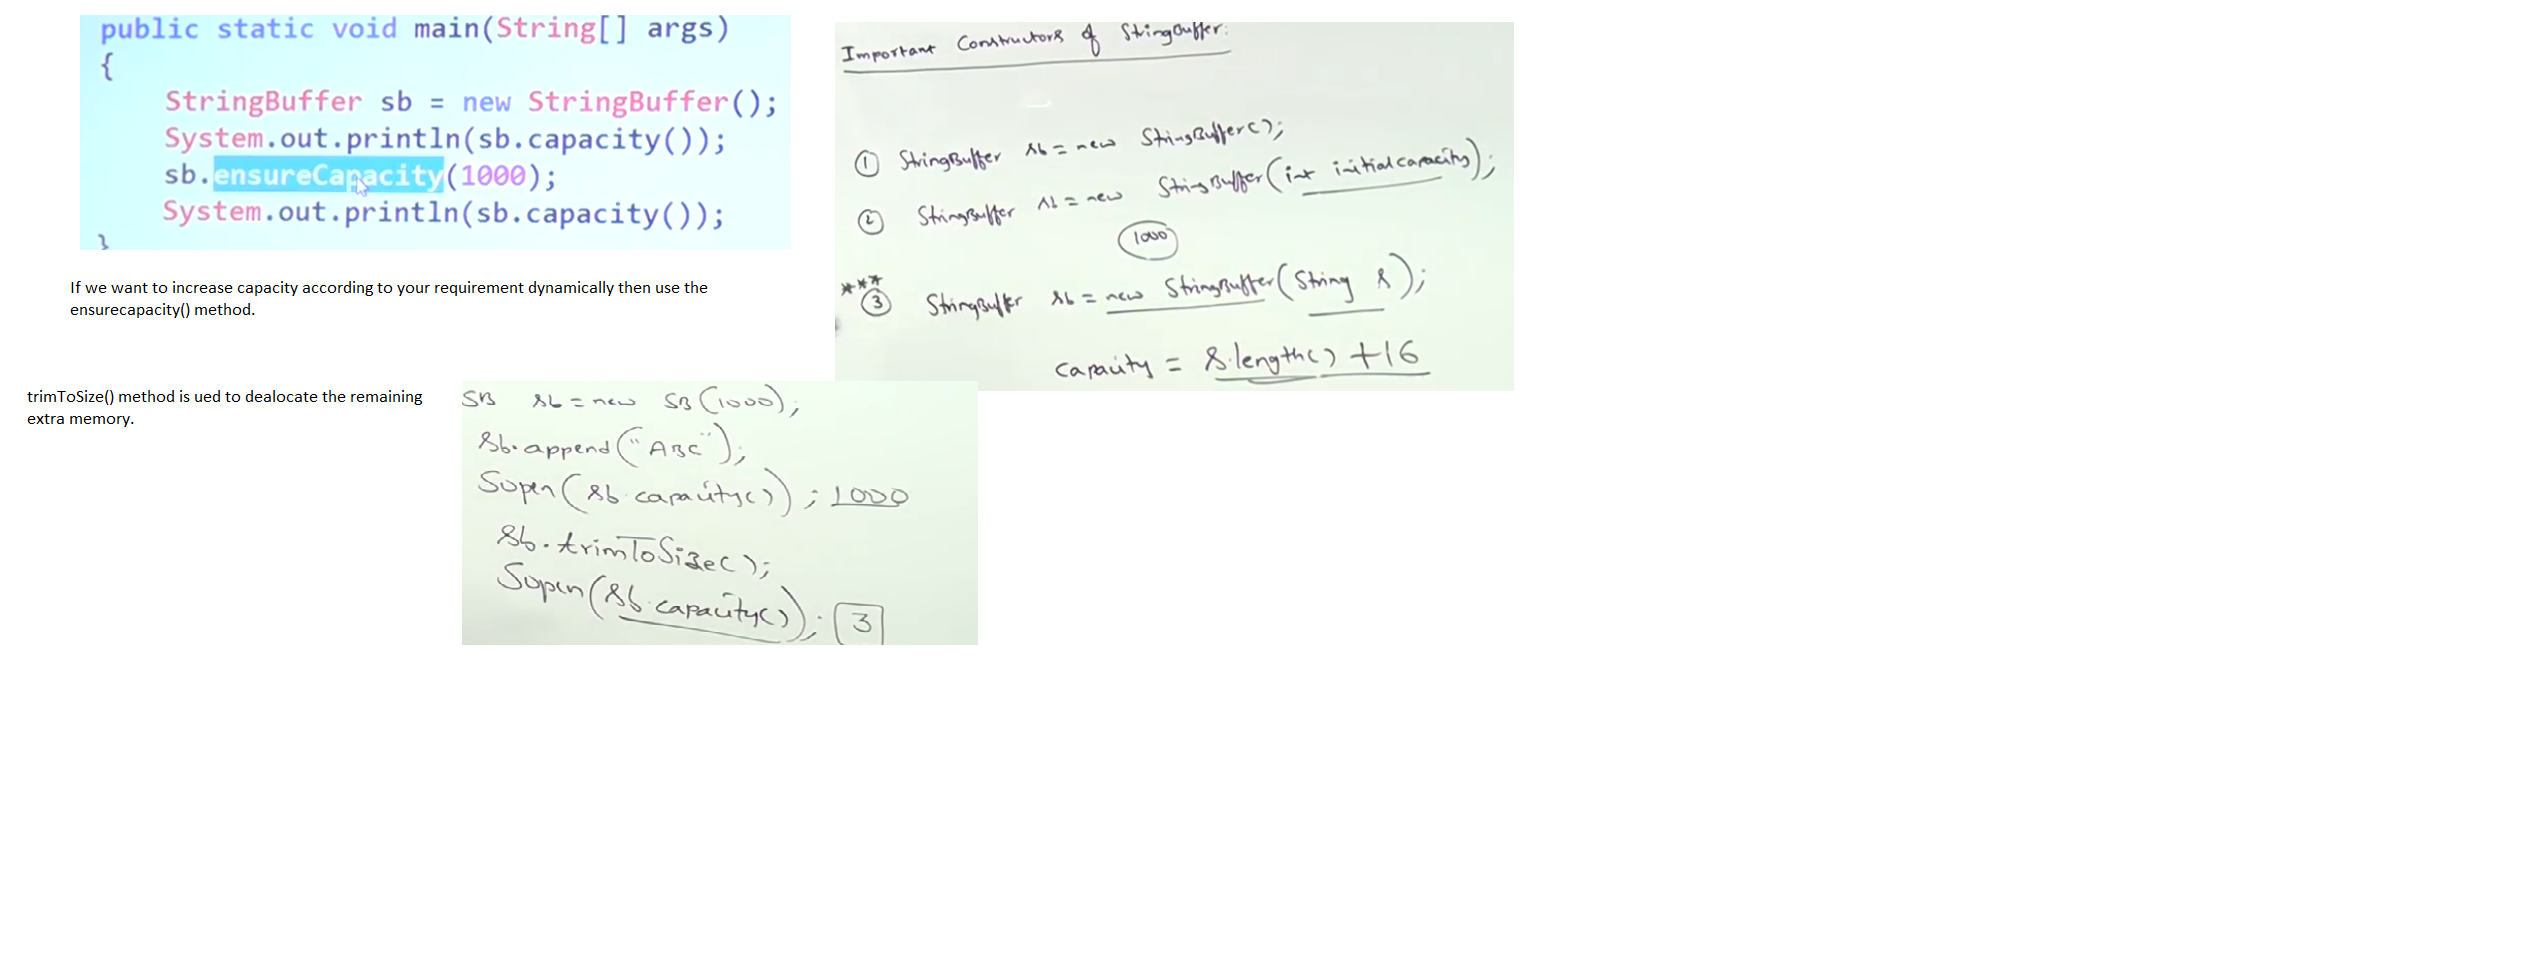 public static void main(String[] args)
{
StringBuffer sb = new StringBuffer();
System.out.println(sb.capacity());
sb.ensureCapacity(1000);
System.out.println(sb.capacity());
}
If we want to increase capacity according to your requirement dynamically then use the
ensurecapacity() method.
Important Constructors of StringBuffer:
① StringBuffer sb = new StringBuffer();
② StringBuffer sb = new StringBuffer(int initialcapacity);
1000
***
③ StringBuffer sb = new StringBuffer(String s);
capacity = s.length() +16
trimToSize() method is ued to dealocate the remaining
extra memory.
SB sb = new SB(1000);
sb.append("ABC");
Sopln(sb.capacity()); 1000
sb.trimToSize();
Sopln(sb.capacity()); 3